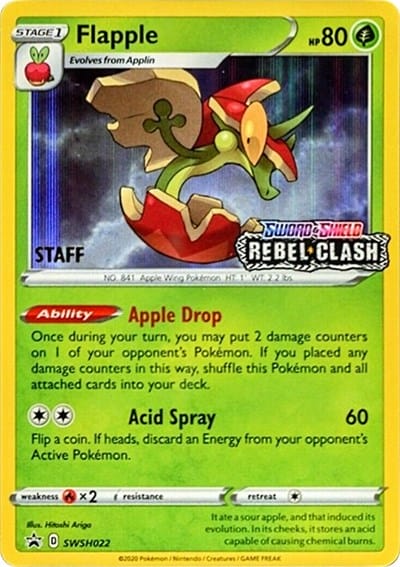 STAGE 1 Flapple HP 80
Evolves from Applin
STAFF
SWORD & SHIELD
REBEL CLASH
NO. 841 Apple Wing Pokémon HT: 1' WT: 2.2 lbs.
Ability Apple Drop
Once during your turn, you may put 2 damage counters
on 1 of your opponent's Pokémon. If you placed any
damage counters in this way, shuffle this Pokémon and all
attached cards into your deck.
Acid Spray 60
Flip a coin. If heads, discard an Energy from your opponent's
Active Pokémon.
weakness ×2 resistance retreat
Illus. Hitoshi Ariga
It ate a sour apple, and that induced its
evolution. In its cheeks, it stores an acid
capable of causing chemical burns.
D SWSH022
©2020 Pokémon / Nintendo / Creatures / GAME FREAK